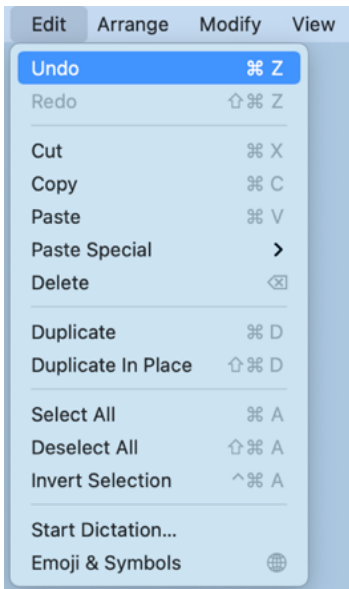 Edit Arrange Modify View
Undo ⌘ Z
Redo ⇧⌘ Z
Cut ⌘ X
Copy ⌘ C
Paste ⌘ V
Paste Special
Delete ⌫
Duplicate ⌘ D
Duplicate In Place ⇧⌘ D
Select All ⌘ A
Deselect All ⇧⌘ A
Invert Selection ^⌘ A
Start Dictation...
Emoji & Symbols